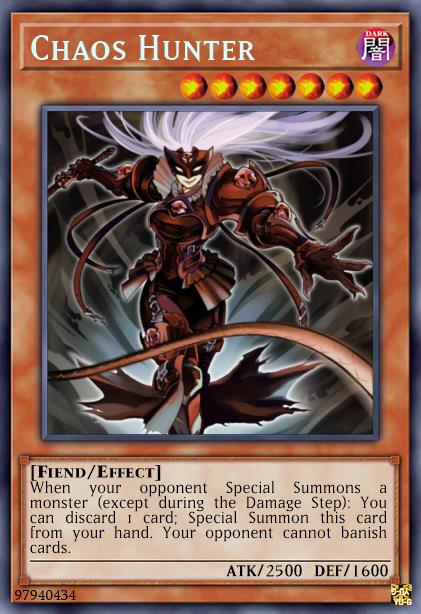 Chaos Hunter
DARK
闇
[Fiend/Effect]
When your opponent Special Summons a
monster (except during the Damage Step): You
can discard 1 card; Special Summon this card
from your hand. Your opponent cannot banish
cards.
ATK/2500 DEF/1600
97940434